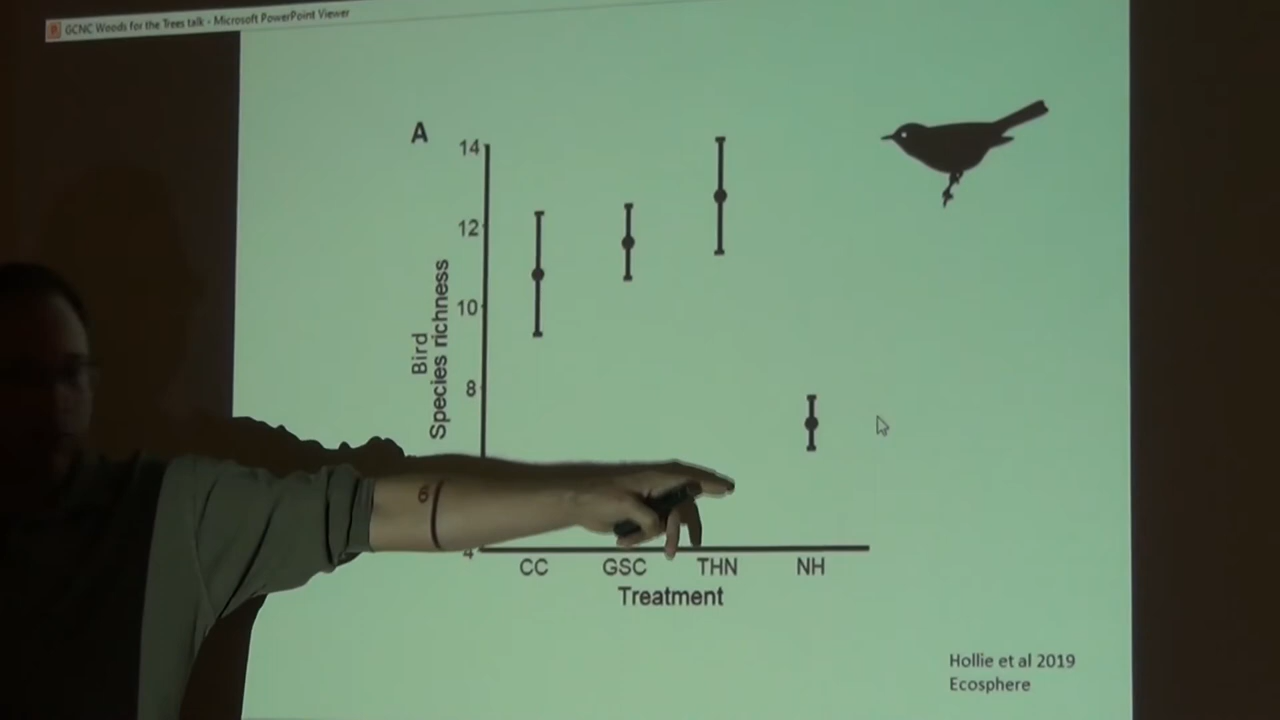 GCNC Woods for the Trees talk - Microsoft PowerPoint Viewer
A
14
12
10
8
6
4
Bird
Species richness
CC GSC THN NH
Treatment
Hollie et al 2019
Ecosphere